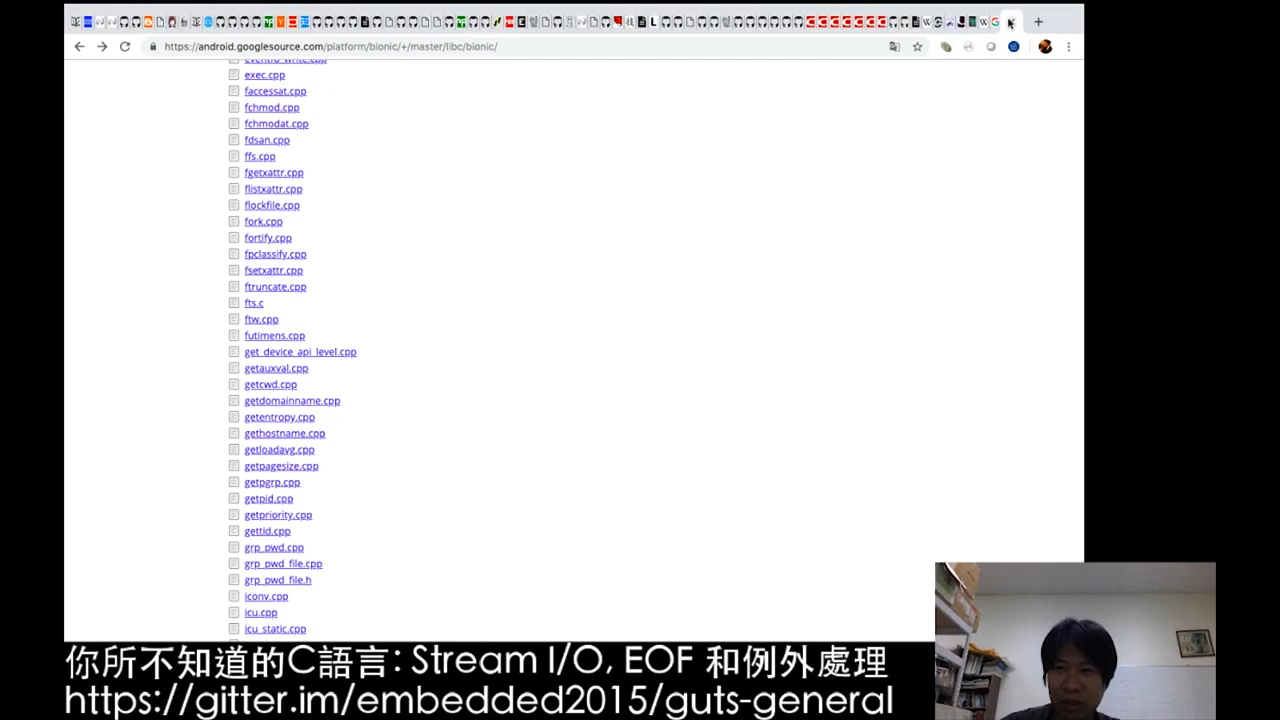 https://android.googlesource.com/platform/bionic/+/master/libc/bionic/
eventfd_write.cpp
exec.cpp
faccessat.cpp
fchmod.cpp
fchmodat.cpp
fdsan.cpp
ffs.cpp
fgetxattr.cpp
flistxattr.cpp
flockfile.cpp
fork.cpp
fortify.cpp
fpclassify.cpp
fsetxattr.cpp
ftruncate.cpp
fts.c
ftw.cpp
futimens.cpp
get_device_api_level.cpp
getauxval.cpp
getcwd.cpp
getdomainname.cpp
getentropy.cpp
gethostname.cpp
getloadavg.cpp
getpagesize.cpp
getpgrp.cpp
getpid.cpp
getpriority.cpp
gettid.cpp
grp_pwd.cpp
grp_pwd_file.cpp
grp_pwd_file.h
iconv.cpp
icu.cpp
icu_static.cpp
你所不知道的C語言: Stream I/O, EOF 和例外處理
https://gitter.im/embedded2015/guts-general